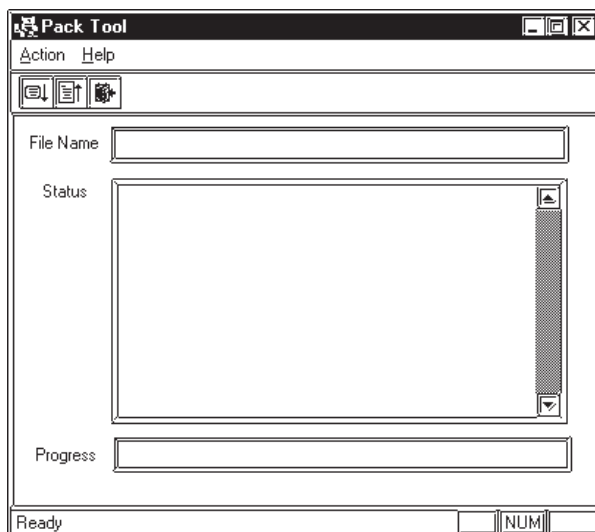 Pack Tool
Action Help
File Name
Status
Progress
Ready
NUM